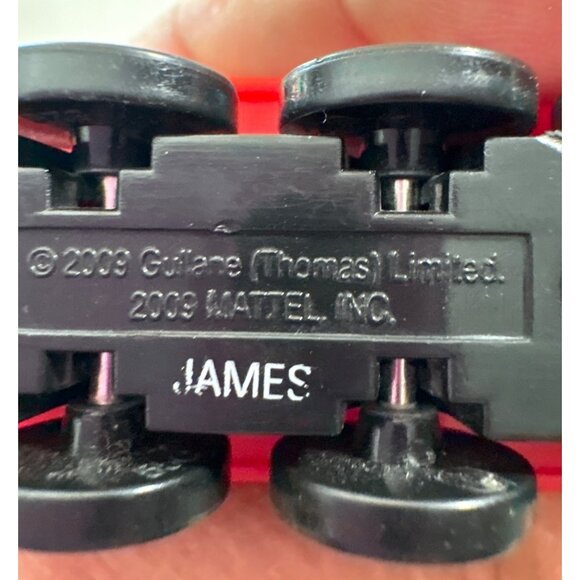 © 2009 Gullane (Thomas) Limited.
2009 MATTEL, INC.
JAMES